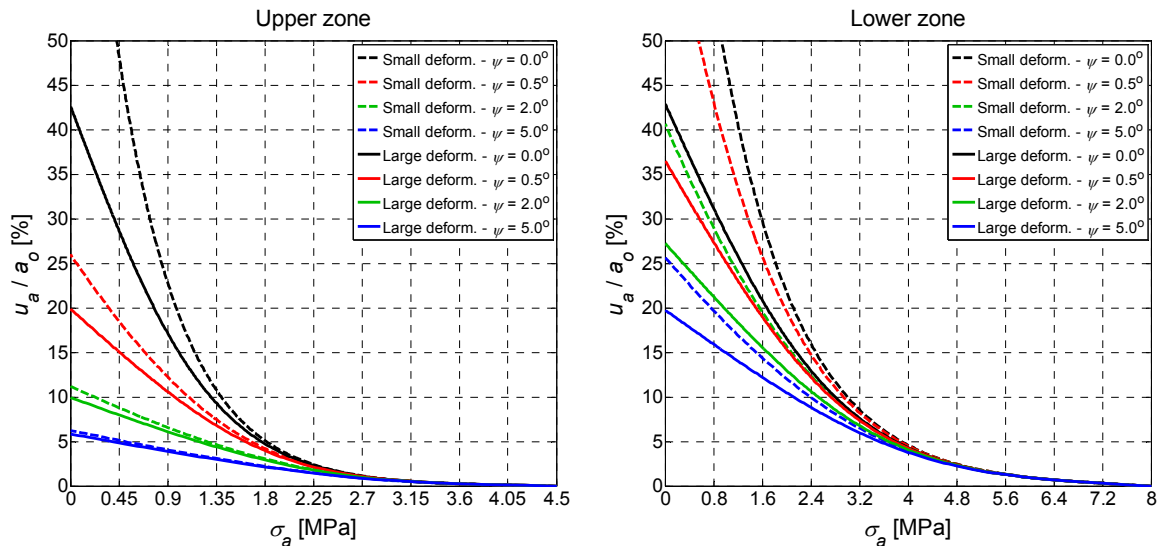 Upper zone
50
45
40
35
30
25
20
15
10
5
0
u_a / a_o [%]
0 0.45 0.9 1.35 1.8 2.25 2.7 3.15 3.6 4.05 4.5
σ_a [MPa]
Small deform. - ψ = 0.0°
Small deform. - ψ = 0.5°
Small deform. - ψ = 2.0°
Small deform. - ψ = 5.0°
Large deform. - ψ = 0.0°
Large deform. - ψ = 0.5°
Large deform. - ψ = 2.0°
Large deform. - ψ = 5.0°
Lower zone
50
45
40
35
30
25
20
15
10
5
0
u_a / a_o [%]
0 0.8 1.6 2.4 3.2 4 4.8 5.6 6.4 7.2 8
σ_a [MPa]
Small deform. - ψ = 0.0°
Small deform. - ψ = 0.5°
Small deform. - ψ = 2.0°
Small deform. - ψ = 5.0°
Large deform. - ψ = 0.0°
Large deform. - ψ = 0.5°
Large deform. - ψ = 2.0°
Large deform. - ψ = 5.0°